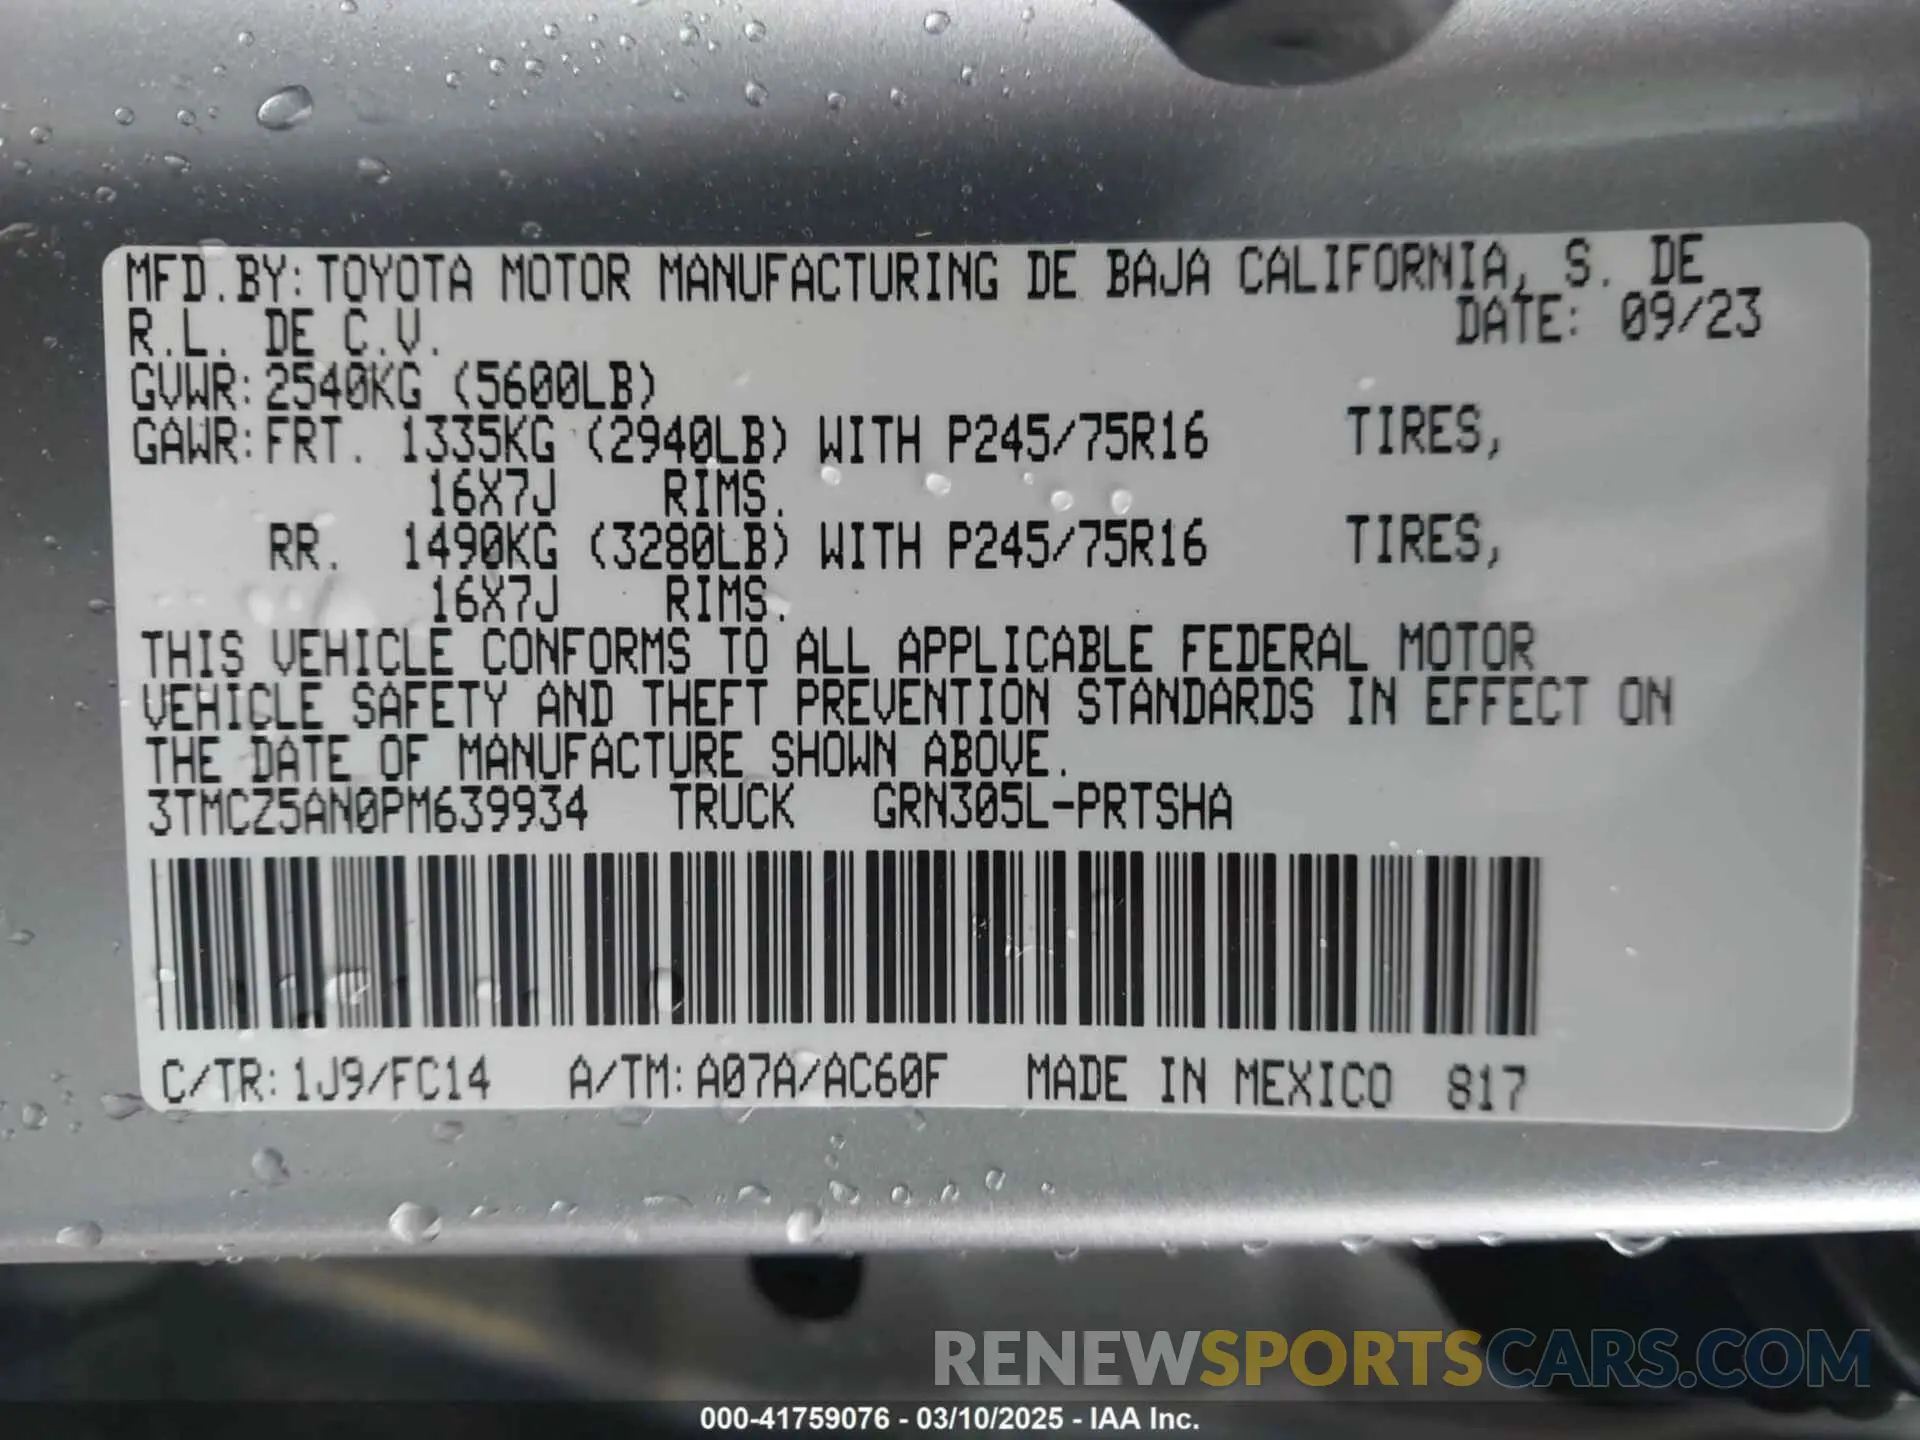 MFD.BY:TOYOTA MOTOR MANUFACTURING DE BAJA CALIFORNIA, S. DE
R.L. DE C.V. DATE: 09/23
GVWR:2540KG (5600LB)
GAWR:FRT. 1335KG (2940LB) WITH P245/75R16 TIRES,
16X7J RIMS.
RR. 1490KG (3280LB) WITH P245/75R16 TIRES,
16X7J RIMS.
THIS VEHICLE CONFORMS TO ALL APPLICABLE FEDERAL MOTOR
VEHICLE SAFETY AND THEFT PREVENTION STANDARDS IN EFFECT ON
THE DATE OF MANUFACTURE SHOWN ABOVE.
3TMCZ5AN0PM639934 TRUCK GRN305L-PRTSHA
C/TR:1J9/FC14 A/TM:A07A/AC60F MADE IN MEXICO 817
RENEWSPORTSCARS.COM
000-41759076 - 03/10/2025 - IAA Inc.